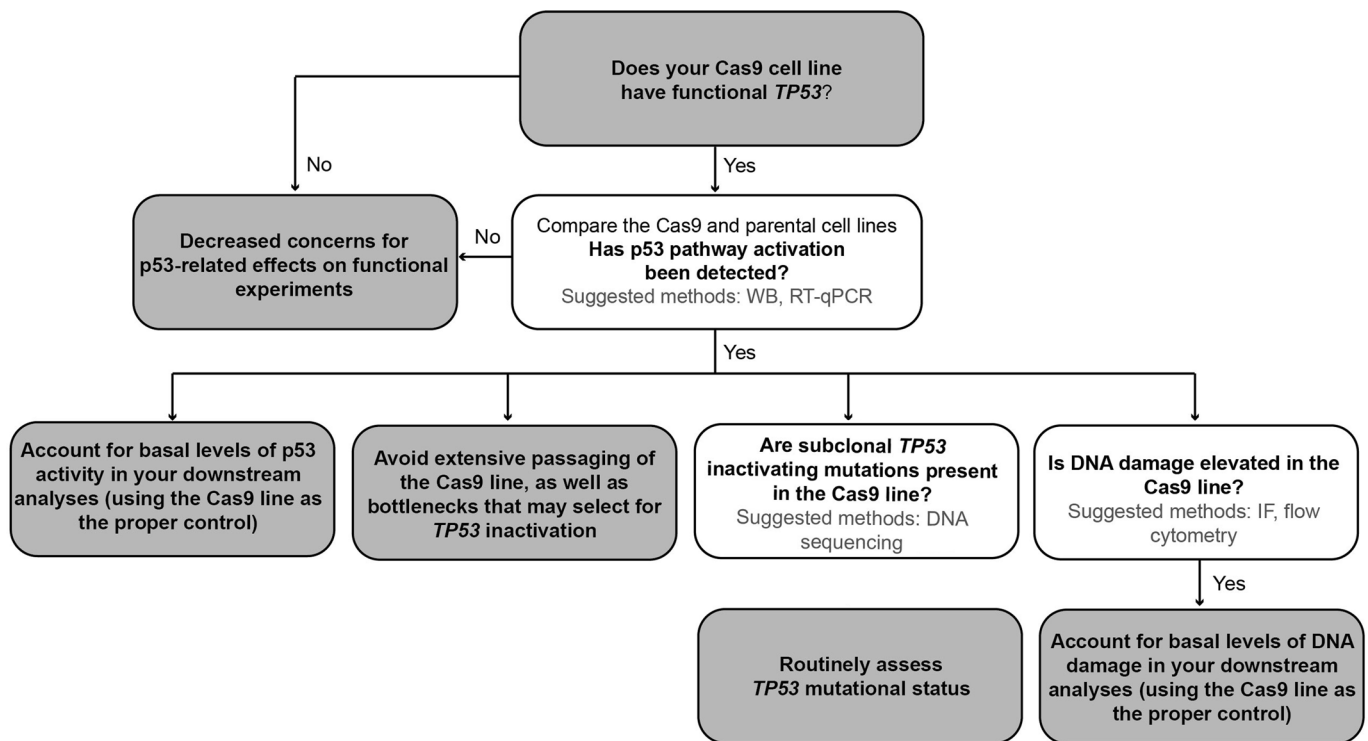 Does your Cas9 cell line
have functional TP53?
No
Yes
Decreased concerns for
p53-related effects on functional
experiments
No
Compare the Cas9 and parental cell lines
Has p53 pathway activation
been detected?
Suggested methods: WB, RT-qPCR
Yes
Account for basal levels of p53
activity in your downstream
analyses (using the Cas9 line as
the proper control)
Avoid extensive passaging of
the Cas9 line, as well as
bottlenecks that may select for
TP53 inactivation
Are subclonal TP53
inactivating mutations present
in the Cas9 line?
Suggested methods: DNA
sequencing
Is DNA damage elevated in the
Cas9 line?
Suggested methods: IF, flow
cytometry
Yes
Routinely assess
TP53 mutational status
Account for basal levels of DNA
damage in your downstream
analyses (using the Cas9 line as
the proper control)